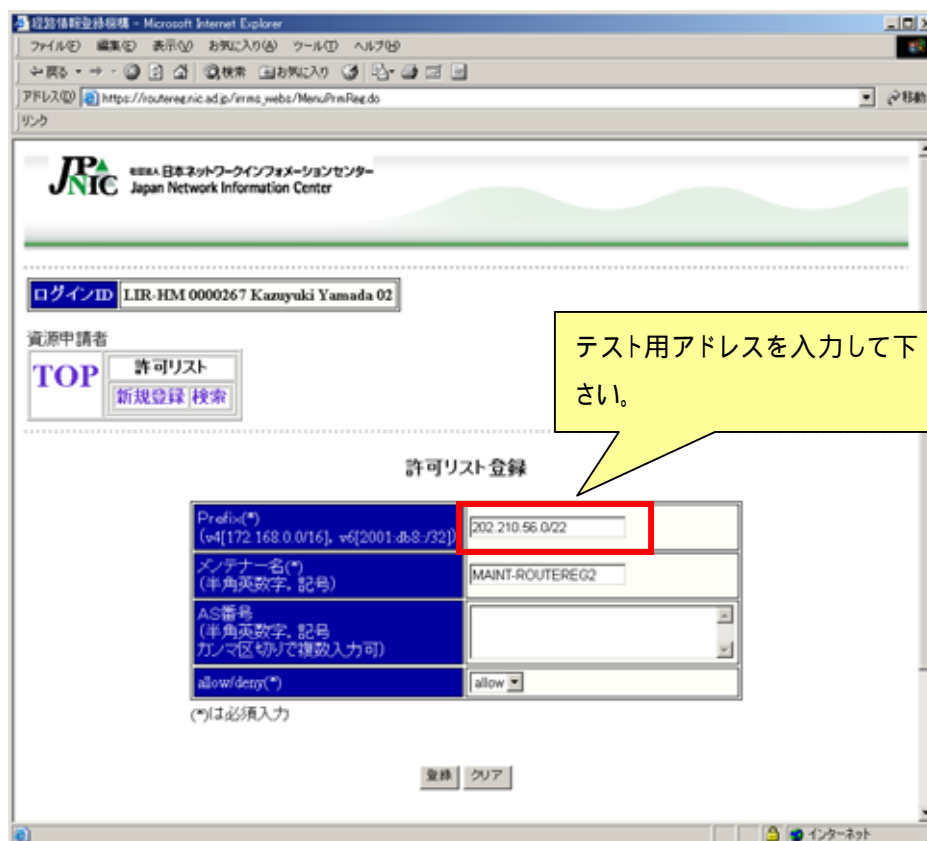 経路情報登録機構 - Microsoft Internet Explorer
ファイル(F) 編集(E) 表示(V) お気に入り(A) ツール(T) ヘルプ(H)
戻る 検索 お気に入り
アドレス(D) https://routereg.nic.ad.jp/irrms_webs/MenuPrmReg.do 移動
リンク
JPNIC 社団法人 日本ネットワークインフォメーションセンター
Japan Network Information Center
ログインID LIR-HM 0000267 Kazuyuki Yamada 02
資源申請者
TOP 許可リスト
新規登録 検索
テスト用アドレスを入力して下
さい。
許可リスト登録
Prefix(*)
(v4[172.168.0.0/16], v6[2001:db8::/32])
202.210.56.0/22
メンテナー名(*)
(半角英数字, 記号)
MAINT-ROUTEREG2
AS番号
(半角英数字, 記号
カンマ区切りで複数入力可)
allow/deny(*) allow
(*)は必須入力
登録 クリア
インターネット